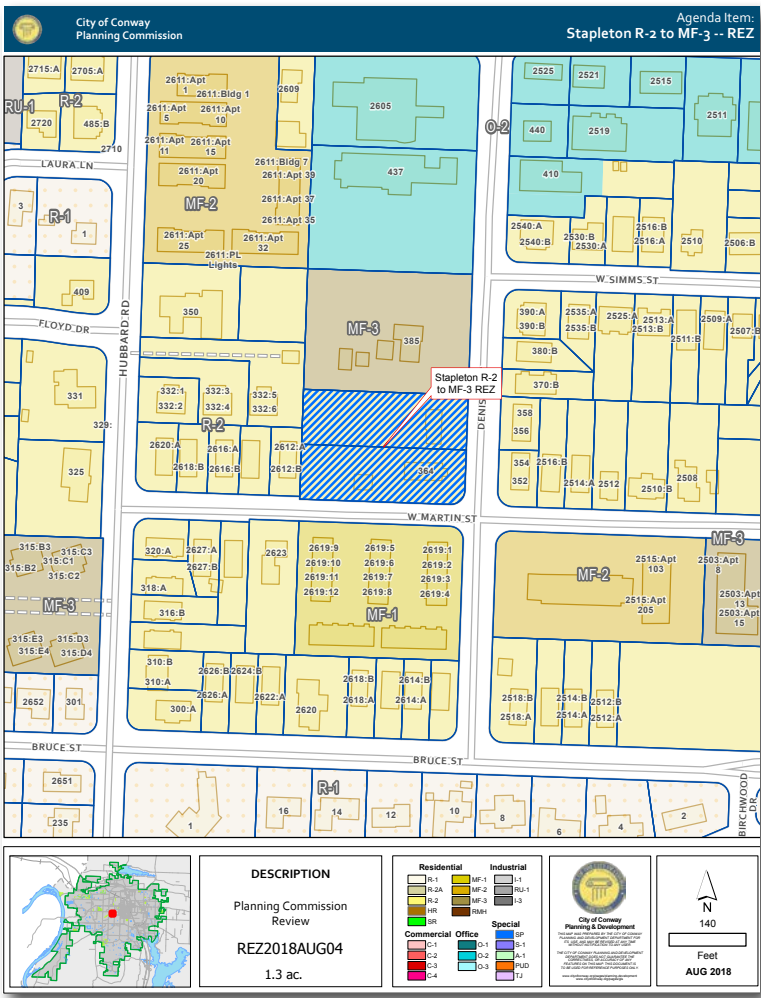 City of Conway
Planning Commission
Agenda Item:
Stapleton R-2 to MF-3 -- REZ
2715:A
2705:A
R-2
RU-1
2720
485:B
2710
LAURA LN
3
R-1
1
409
FLOYD DR
HUBBARD RD
331
329:
325
2611:Apt
1
2611:Bldg 1
2611:Apt
5
2611:Apt
10
2611:Apt
11
2611:Apt
15
2611:Bldg 7
2611:Apt
20
2611:Apt 39
2611:Apt 37
MF-2
2611:Apt 35
2611:Apt
25
2611:Apt
32
2611:PL
Lights
2609
2605
437
O-2
2525
2521
2515
2511
440
2519
410
2540:A
2540:B
2530:B
2530:A
2516:B
2516:A
2510
2506:B
W SIMMS ST
350
MF-3
385
Stapleton R-2
to MF-3 REZ
DENIS
364
390:A
390:B
2535:A
2535:B
2525:A
2513:A
2513:B
2509:A
2511:B
2507:B
380:B
370:B
358
356
354
352
2516:B
2514:A
2512
2510:B
2508
332:1
332:2
332:3
332:4
332:5
332:6
R-2
2620:A
2618:B
2616:A
2616:B
2612:A
2612:B
W MARTIN ST
315:B3
315:C3
315:C1
315:B2
315:C2
MF-3
315:E3
315:D3
315:E4
315:D4
2652
301
320:A
2627:A
2627:B
2623
318:A
316:B
310:B
310:A
300:A
2626:B
2624:B
2626:A
2622:A
2620
2618:B
2618:A
2614:B
2614:A
2619:9
2619:10
2619:11
2619:12
2619:5
2619:6
2619:7
2619:8
2619:1
2619:2
2619:3
2619:4
MF-1
MF-2
2515:Apt
103
2515:Apt
205
MF-3
2503:Apt
8
2503:Apt
13
2503:Apt
15
2518:B
2518:A
2514:B
2514:A
2512:B
2512:A
BRUCE ST
BRUCE ST
2651
235
R-1
1
16
14
12
10
8
6
4
2
BIRCHWOOD
DR
DESCRIPTION
Planning Commission
Review
REZ2018AUG04
1.3 ac.
Residential
R-1
R-2A
R-2
HR
SR
MF-1
MF-2
MF-3
RMH
Industrial
I-1
RU-1
I-3
Commercial
C-1
C-2
C-3
C-4
Office
O-1
O-2
O-3
Special
SP
S-1
A-1
PUD
TJ
City of Conway
Planning & Development
N
140
Feet
AUG 2018